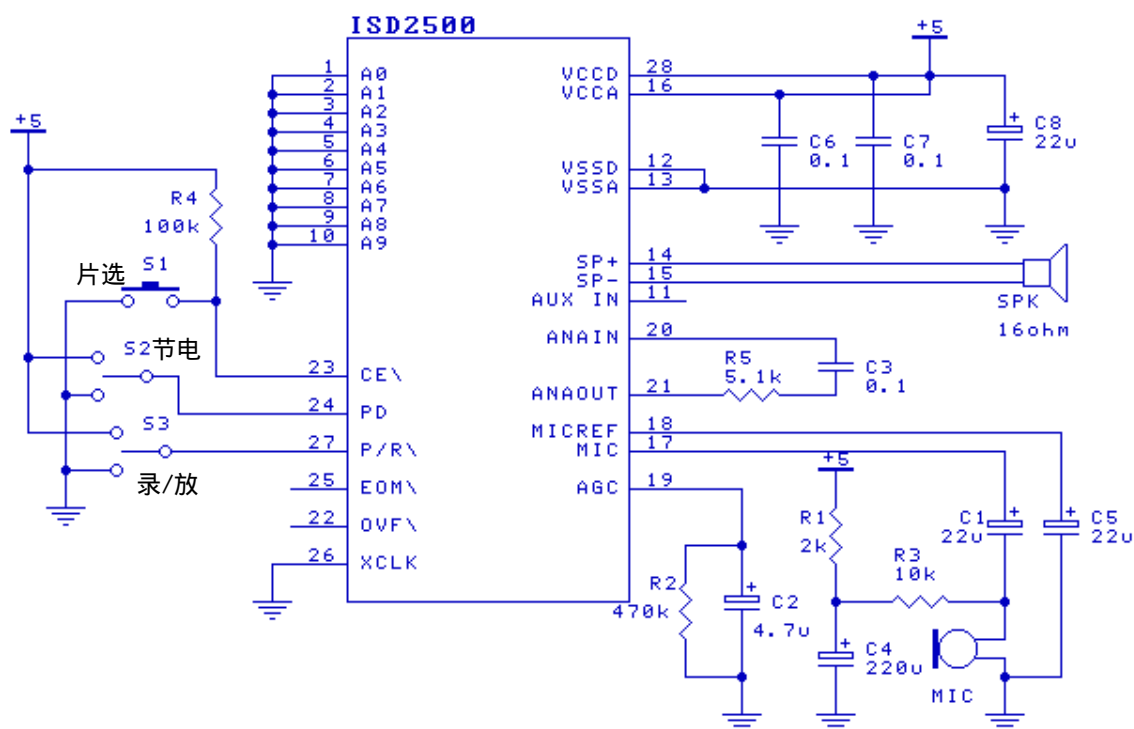 ISD2500
+5
R4
100k
片选
S1
S2节电
S3
录/放
1 A0
2 A1
3 A2
4 A3
5 A4
6 A5
7 A6
8 A7
9 A8
10 A9
23 CE\
24 PD
27 P/R\
25 EOM\
22 OVF\
26 XCLK
VCCD 28
VCCA 16
VSSD 12
VSSA 13
SP+ 14
SP- 15
AUX IN 11
ANAIN 20
ANAOUT 21
MICREF 18
MIC 17
AGC 19
+5
+
C6
0.1
C7
0.1
C8
22u
SPK
16ohm
R5
5.1k
C3
0.1
+5
R1
2k
R3
10k
+
C1
22u
+
C5
22u
R2
470k
+
C2
4.7u
+
C4
220u
MIC